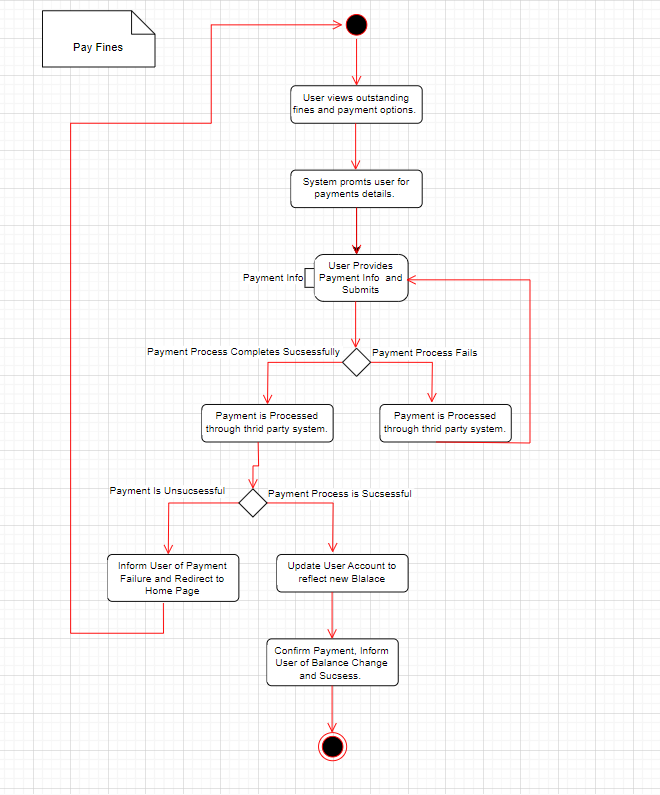 Pay Fines
User views outstanding
fines and payment options.
System promts user for
payments details.
User Provides
Payment Info and
Submits
Payment Info
Payment Process Completes Sucsessfully
Payment Process Fails
Payment is Processed
through thrid party system.
Payment is Processed
through thrid party system.
Payment Is Unsucsessful
Payment Process is Sucsessful
Inform User of Payment
Failure and Redirect to
Home Page
Update User Account to
reflect new Blalace
Confirm Payment, Inform
User of Balance Change
and Sucsess.